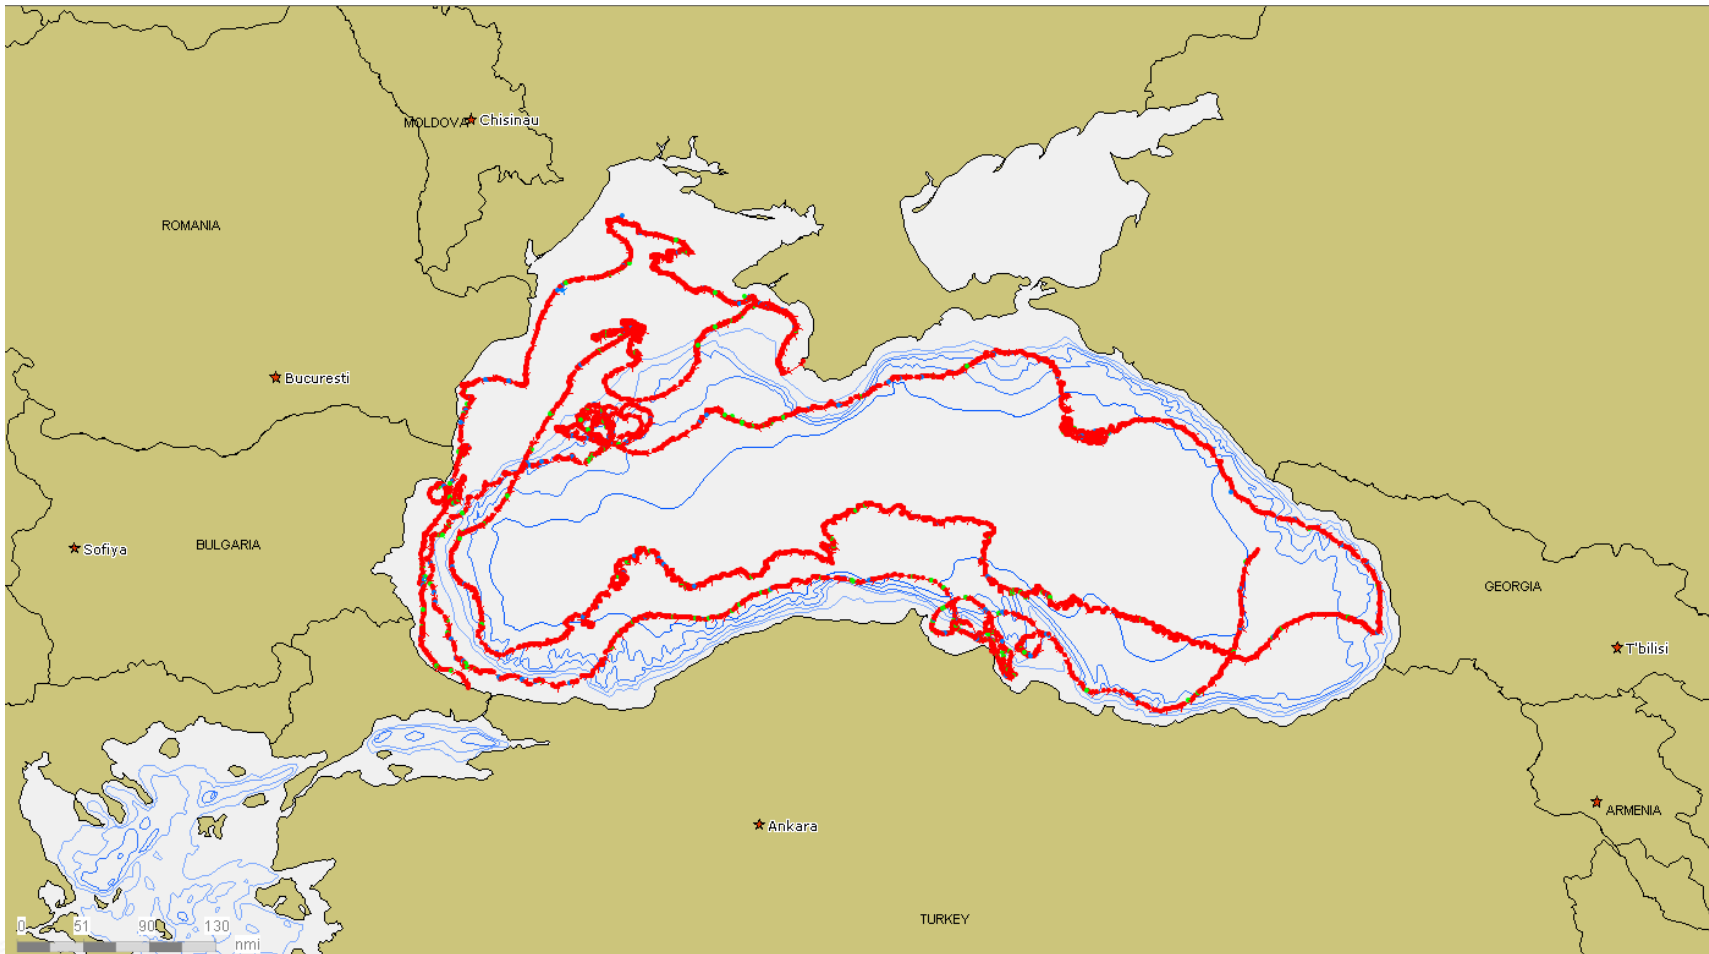 MOLDOVA
Chisinau
ROMANIA
Bucuresti
Sofiya
BULGARIA
GEORGIA
T'bilisi
ARMENIA
Ankara
TURKEY
0 51 90 130
nmi